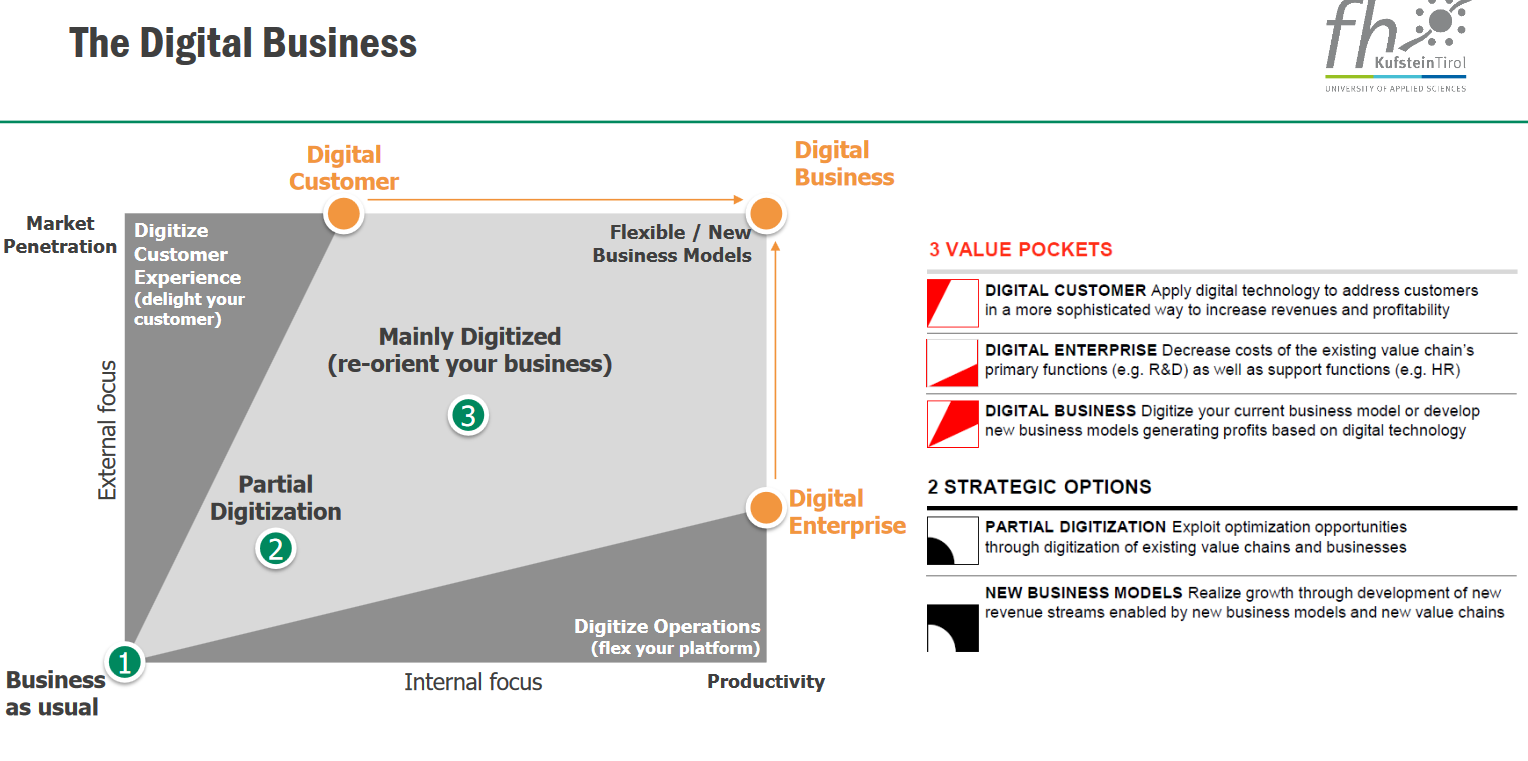 The Digital Business
fh
KufsteinTirol
UNIVERSITY OF APPLIED SCIENCES
Digital
Customer
Digital
Business
Market
Penetration
Digitize
Customer
Experience
(delight your
customer)
Flexible / New
Business Models
Mainly Digitized
(re-orient your business)
3
External focus
Partial
Digitization
2
Digital
Enterprise
Digitize Operations
(flex your platform)
1
Business
as usual
Internal focus
Productivity
3 VALUE POCKETS
DIGITAL CUSTOMER Apply digital technology to address customers
in a more sophisticated way to increase revenues and profitability
DIGITAL ENTERPRISE Decrease costs of the existing value chain's
primary functions (e.g. R&D) as well as support functions (e.g. HR)
DIGITAL BUSINESS Digitize your current business model or develop
new business models generating profits based on digital technology
2 STRATEGIC OPTIONS
PARTIAL DIGITIZATION Exploit optimization opportunities
through digitization of existing value chains and businesses
NEW BUSINESS MODELS Realize growth through development of new
revenue streams enabled by new business models and new value chains